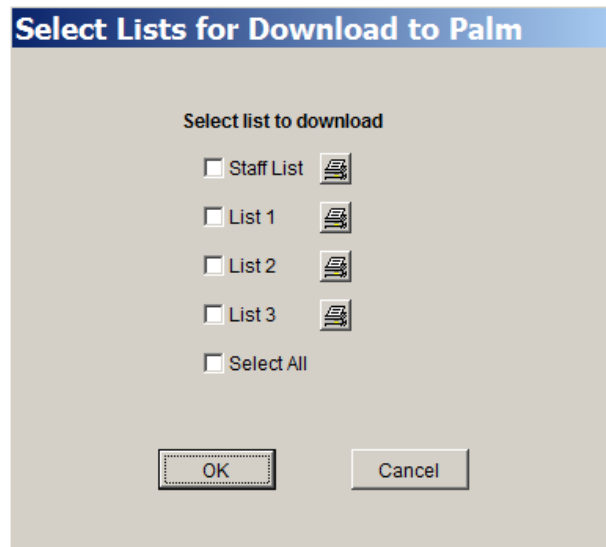 Select Lists for Download to Palm
Select list to download
Staff List
List 1
List 2
List 3
Select All
OK Cancel